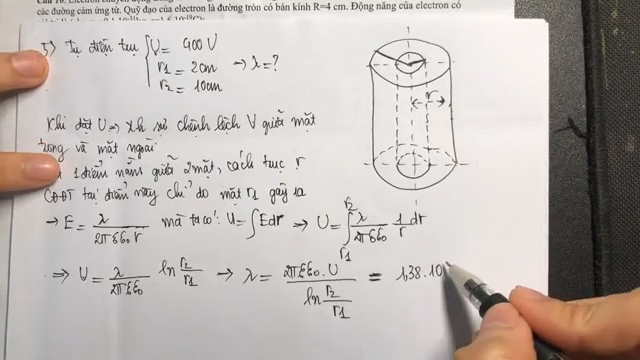 các đường cảm ứng từ. Quỹ đạo của electron là đường tròn có bán kính R=4 cm. Động năng của electron có
5) Tụ điện trụ { U = 400V
r1 = 2cm → λ = ?
r2 = 10cm
r
Khi đặt U → xh sự chênh lệch V giữa mặt
trong và mặt ngoài
1 điểm nằm giữa 2 mặt, cách trục r
CĐĐT tại điểm này chỉ do mặt r1 gây ra
→ E = λ / 2πεε0 r mà ta có: U = ∫ Edr ⇒ U = ∫_{r1}^{r2} λ / 2πεε0 1/r dr
⇒ U = λ / 2πεε0 ln r2/r1 → λ = 2πεε0.U / ln r2/r1 = 1,38.10